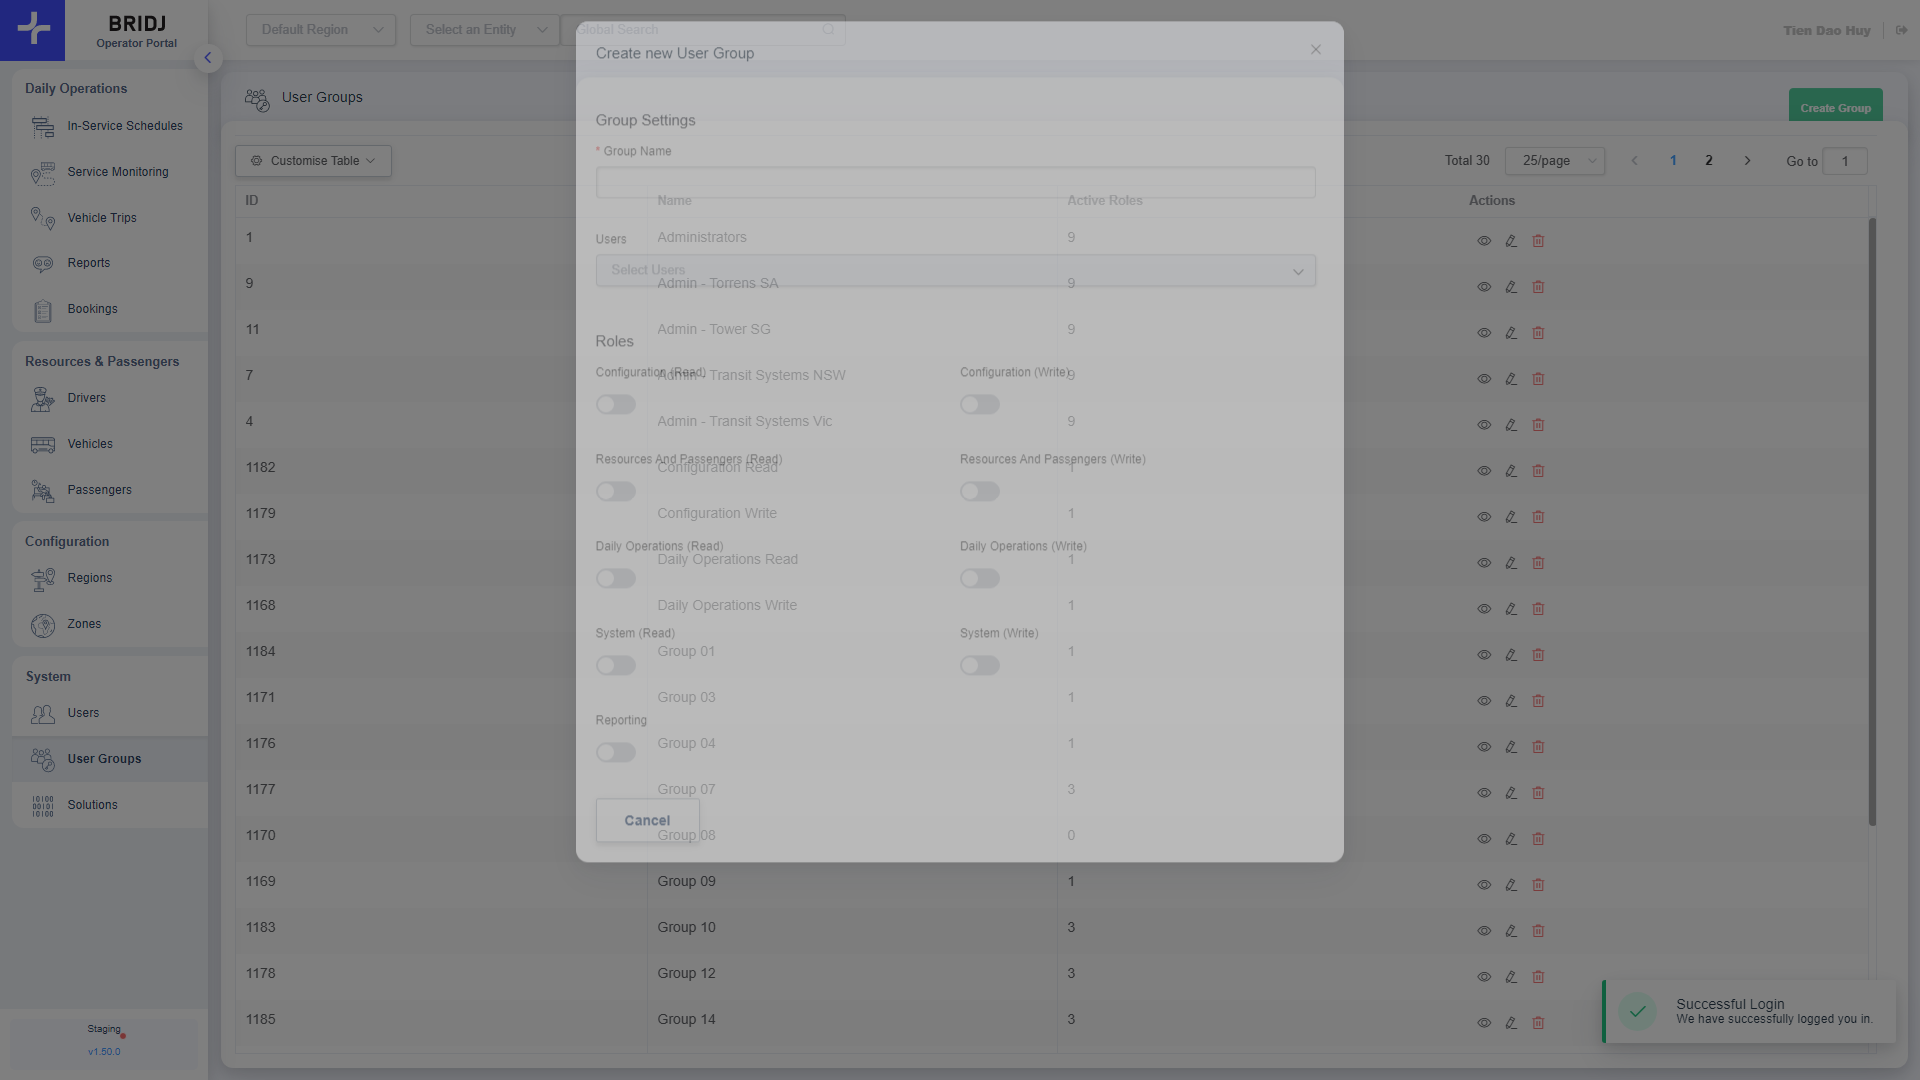 BRIDJ
Operator Portal
Default Region
Select an Entity
Global Search
Tien Dao Huy
Daily Operations
In-Service Schedules
Service Monitoring
Vehicle Trips
Reports
Bookings
Resources & Passengers
Drivers
Vehicles
Passengers
Configuration
Regions
Zones
System
Users
User Groups
Solutions
Staging
v1.50.0
User Groups
Create Group
Customise Table
Total 30
25/page
1
2
Go to
1
ID Name Active Roles Actions
1 Administrators 9
9 Admin - Torrens SA 9
11 Admin - Tower SG 9
7 Admin - Transit Systems NSW 9
4 Admin - Transit Systems Vic 9
1182 Configuration Read 1
1179 Configuration Write 1
1173 Daily Operations Read 1
1168 Daily Operations Write 1
1184 Group 01 1
1171 Group 03 1
1176 Group 04 1
1177 Group 07 3
1170 Group 08 0
1169 Group 09 1
1183 Group 10 3
1178 Group 12 3
1185 Group 14 3
Create new User Group
Group Settings
* Group Name
Users
Select Users
Roles
Configuration (Read)
Configuration (Write)
Resources And Passengers (Read)
Resources And Passengers (Write)
Daily Operations (Read)
Daily Operations (Write)
System (Read)
System (Write)
Reporting
Cancel
Successful Login
We have successfully logged you in.